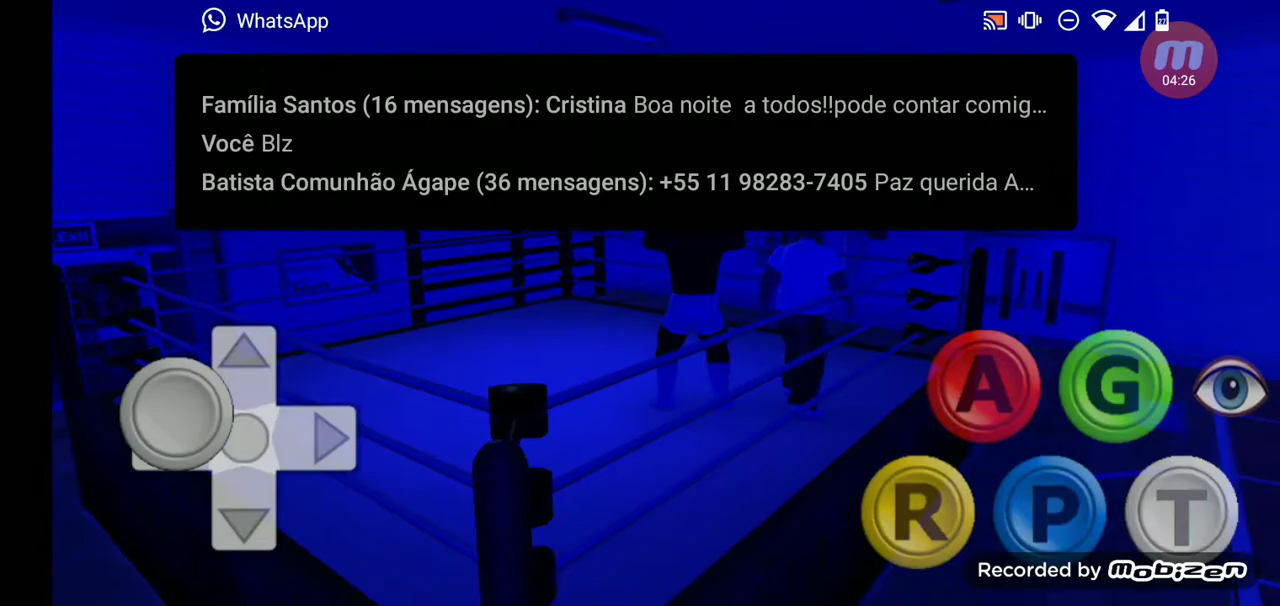 WhatsApp
04:26
Família Santos (16 mensagens): Cristina Boa noite a todos!!pode contar comig...
Você Blz
Batista Comunhão Ágape (36 mensagens): +55 11 98283-7405 Paz querida A...
Exit
A G
R P T
Recorded by mobizen